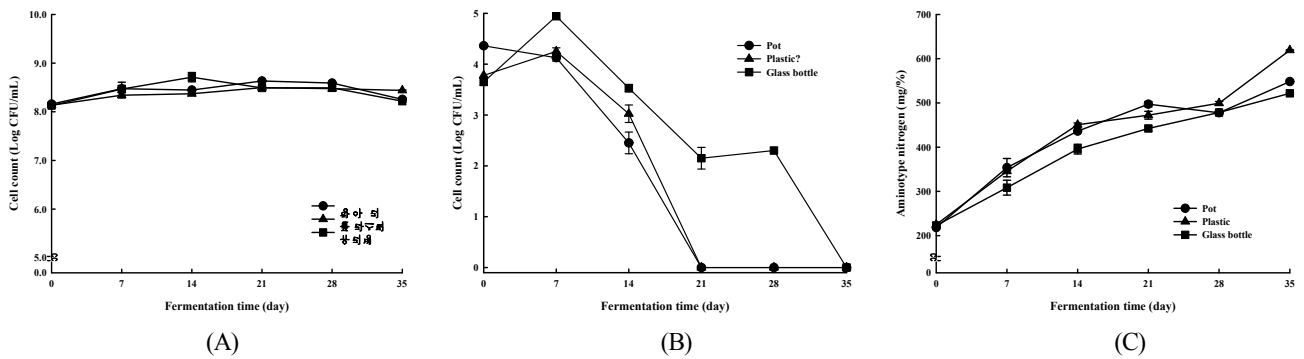 10.0
9.0
8.0
7.0
6.0
5.0
0.0
Cell count (Log CFU/mL)
0 7 14 21 28 35
Fermentation time (day)
(A)
5
4
3
2
1
0
Cell count (Log CFU/mL)
Pot
Plastic?
Glass bottle
0 7 14 21 28 35
Fermentation time (day)
(B)
700
600
500
400
300
200
0
Aminotype nitrogen (mg/%)
Pot
Plastic
Glass bottle
0 7 14 21 28 35
Fermentation time (day)
(C)